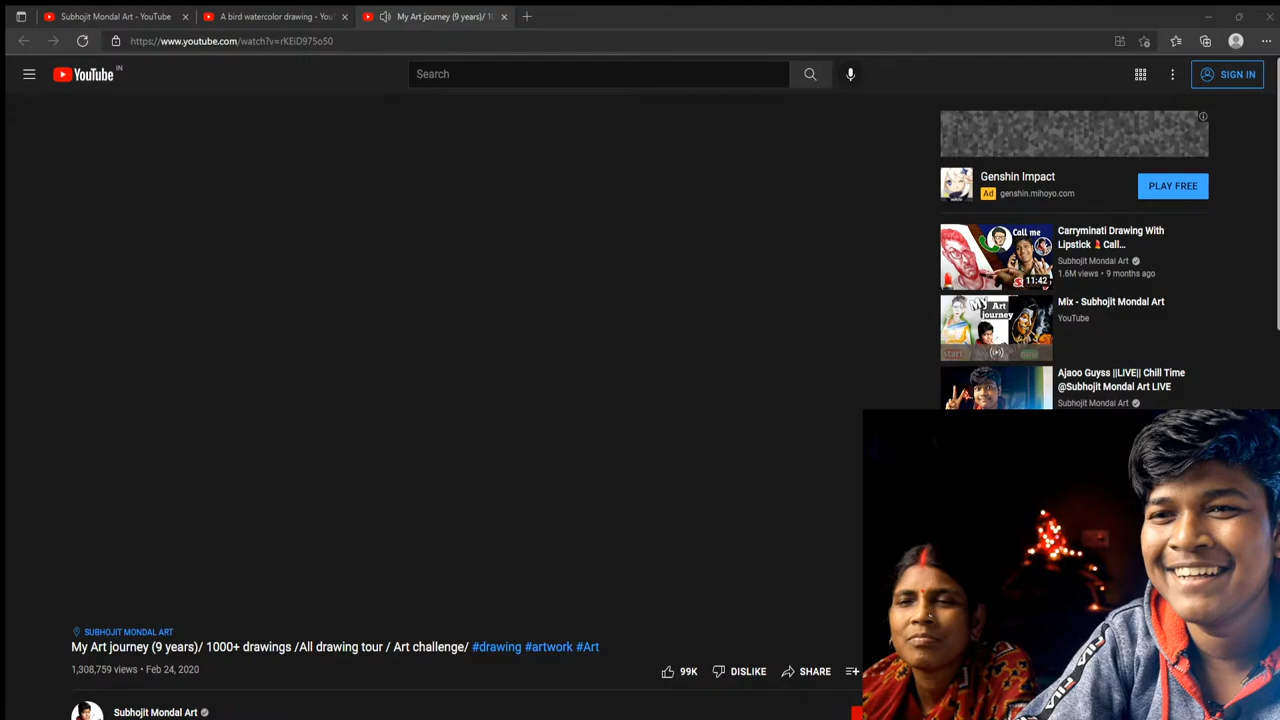 Subhojit Mondal Art - YouTube
A bird watercolor drawing - You
My Art journey (9 years)/ 10
https://www.youtube.com/watch?v=rKEiD975o50
YouTube IN
Search
SIGN IN
Genshin Impact
Ad genshin.mihoyo.com
PLAY FREE
Call me
11:42
Carryminati Drawing With
Lipstick 💄 Call...
Subhojit Mondal Art
1.6M views • 9 months ago
My Art
journey
start
now
Mix - Subhojit Mondal Art
YouTube
Ajaoo Guyss ||LIVE|| Chill Time
@Subhojit Mondal Art LIVE
Subhojit Mondal Art
SUBHOJIT MONDAL ART
My Art journey (9 years)/ 1000+ drawings /All drawing tour / Art challenge/ #drawing #artwork #Art
1,308,759 views • Feb 24, 2020
99K
DISLIKE
SHARE
Subhojit Mondal Art
FILA